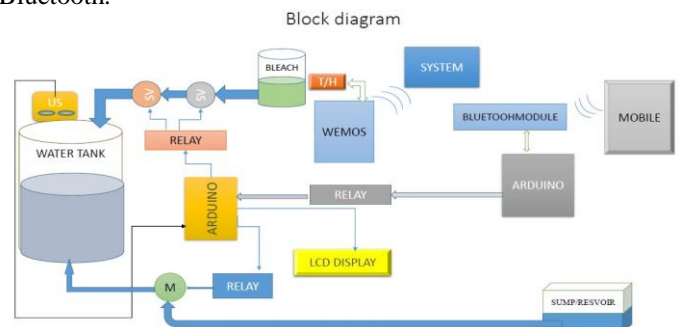 Bluetooth.
Block diagram
BLEACH
T/H
SYSTEM
US
SV
SV
WEMOS
BLUETOOHMODULE
MOBILE
WATER TANK
RELAY
ARDUINO
RELAY
ARDUINO
LCD DISPLAY
M
RELAY
SUMP/RESVOIR